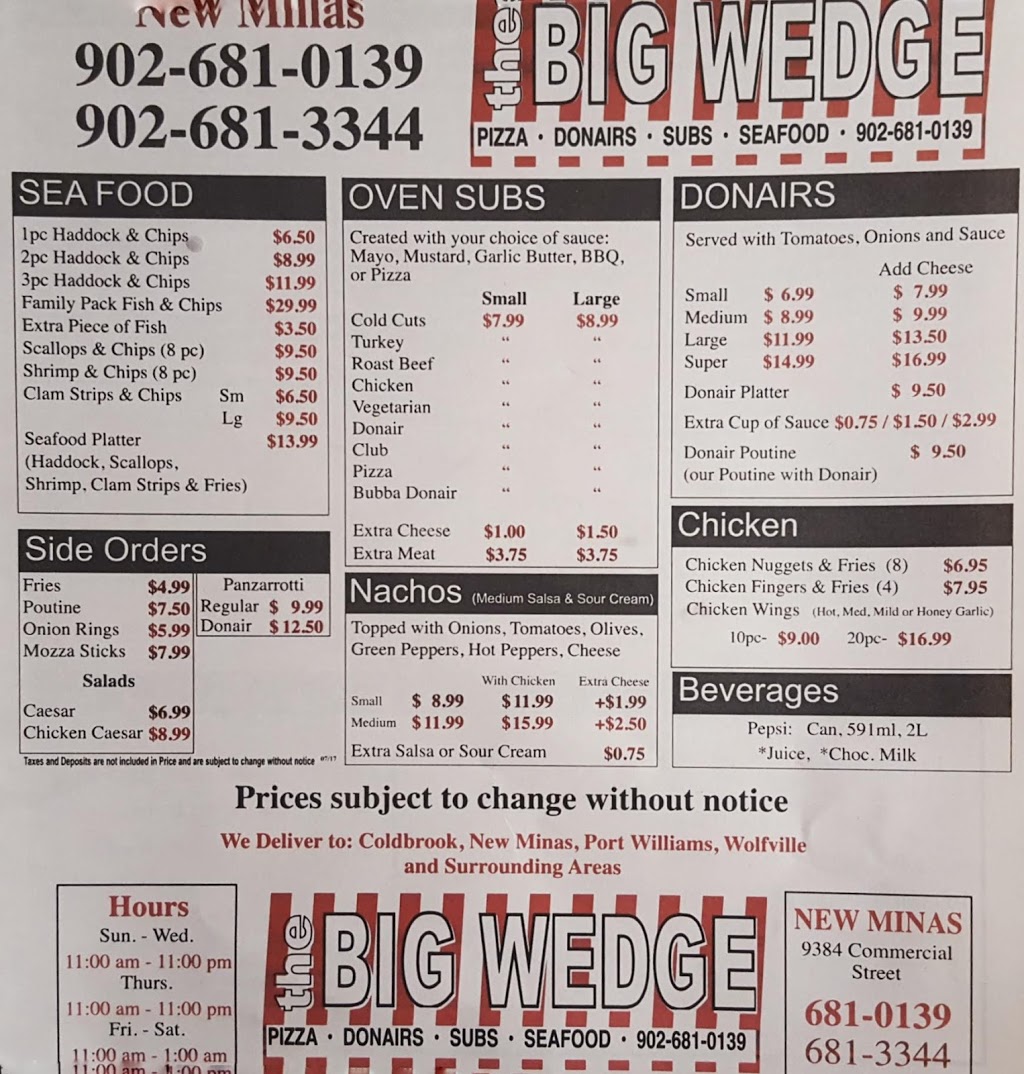 New Minas
902-681-0139
902-681-3344
the BIG WEDGE
PIZZA · DONAIRS · SUBS · SEAFOOD · 902-681-0139
SEA FOOD
1pc Haddock & Chips $6.50
2pc Haddock & Chips $8.99
3pc Haddock & Chips $11.99
Family Pack Fish & Chips $29.99
Extra Piece of Fish $3.50
Scallops & Chips (8 pc) $9.50
Shrimp & Chips (8 pc) $9.50
Clam Strips & Chips Sm $6.50
Lg $9.50
Seafood Platter $13.99
(Haddock, Scallops,
Shrimp, Clam Strips & Fries)
Side Orders
Fries $4.99
Poutine $7.50
Onion Rings $5.99
Mozza Sticks $7.99
Panzarrotti
Regular $ 9.99
Donair $ 12.50
Salads
Caesar $6.99
Chicken Caesar $8.99
Taxes and Deposits are not included in Price and are subject to change without notice 07/17
OVEN SUBS
Created with your choice of sauce:
Mayo, Mustard, Garlic Butter, BBQ,
or Pizza
Small Large
Cold Cuts $7.99 $8.99
Turkey “ “
Roast Beef “ “
Chicken “ “
Vegetarian “ “
Donair “ “
Club “ “
Pizza “ “
Bubba Donair “ “
Extra Cheese $1.00 $1.50
Extra Meat $3.75 $3.75
Nachos (Medium Salsa & Sour Cream)
Topped with Onions, Tomatoes, Olives,
Green Peppers, Hot Peppers, Cheese
With Chicken Extra Cheese
Small $ 8.99 $11.99 +$1.99
Medium $11.99 $15.99 +$2.50
Extra Salsa or Sour Cream $0.75
DONAIRS
Served with Tomatoes, Onions and Sauce
Add Cheese
Small $ 6.99 $ 7.99
Medium $ 8.99 $ 9.99
Large $11.99 $13.50
Super $14.99 $16.99
Donair Platter $ 9.50
Extra Cup of Sauce $0.75 / $1.50 / $2.99
Donair Poutine $ 9.50
(our Poutine with Donair)
Chicken
Chicken Nuggets & Fries (8) $6.95
Chicken Fingers & Fries (4) $7.95
Chicken Wings (Hot, Med, Mild or Honey Garlic)
10pc- $9.00 20pc- $16.99
Beverages
Pepsi: Can, 591ml, 2L
*Juice, *Choc. Milk
Prices subject to change without notice
We Deliver to: Coldbrook, New Minas, Port Williams, Wolfville
and Surrounding Areas
Hours
Sun. - Wed.
11:00 am - 11:00 pm
Thurs.
11:00 am - 11:00 pm
Fri. - Sat.
11:00 am - 1:00 am
11:00 am - 1:00 pm
the BIG WEDGE
PIZZA · DONAIRS · SUBS · SEAFOOD · 902-681-0139
NEW MINAS
9384 Commercial
Street
681-0139
681-3344